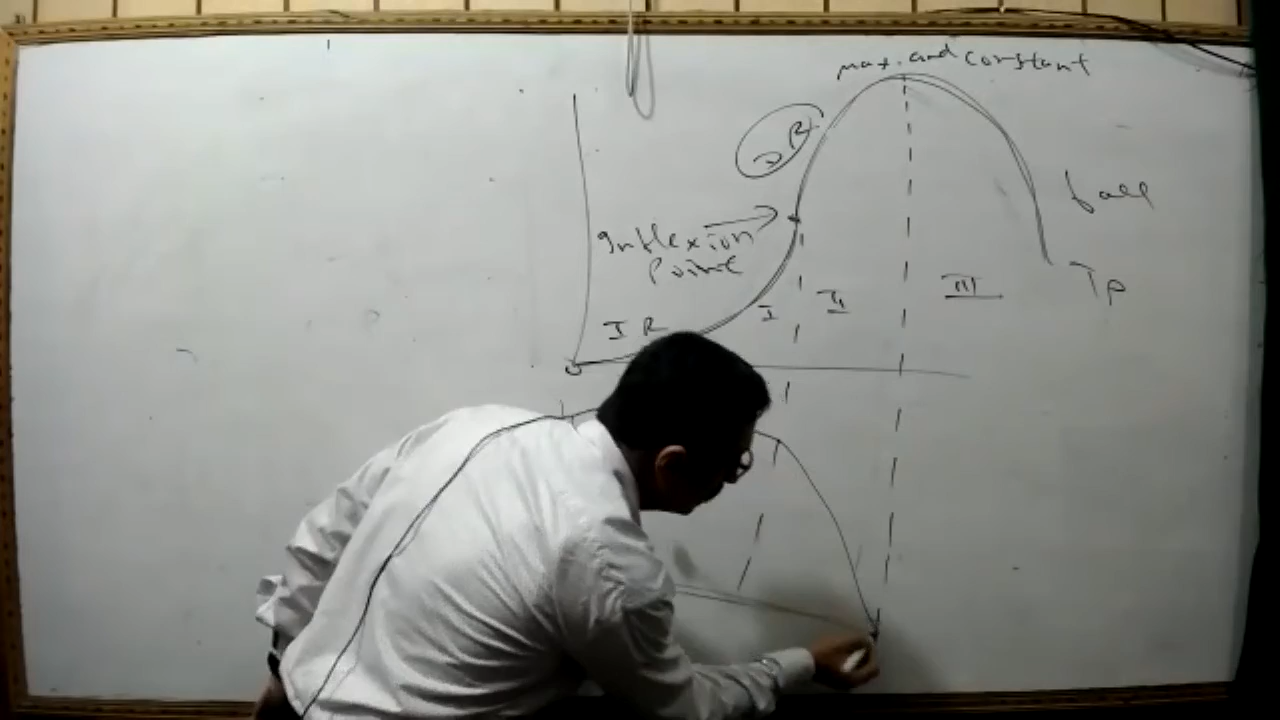 max. and constant
DR
Inflexion
Point
fall
TP
I
II
III
IR
O